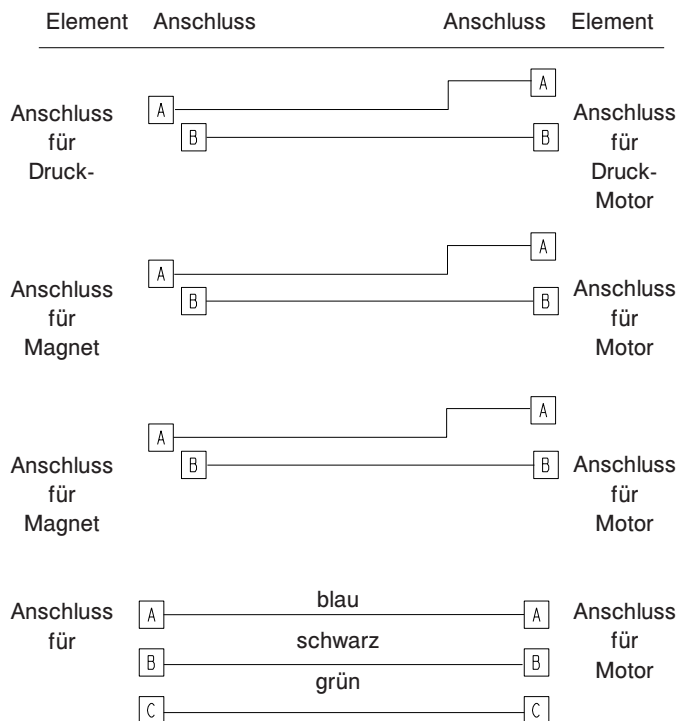 Element Anschluss Anschluss Element
A
Anschluss A Anschluss
für B B für
Druck- Druck-
Motor
A
A
Anschluss B B Anschluss
für für
Magnet Motor
A
A
Anschluss B B Anschluss
für für
Magnet Motor
blau
Anschluss A A Anschluss
für schwarz für
B B Motor
grün
C C